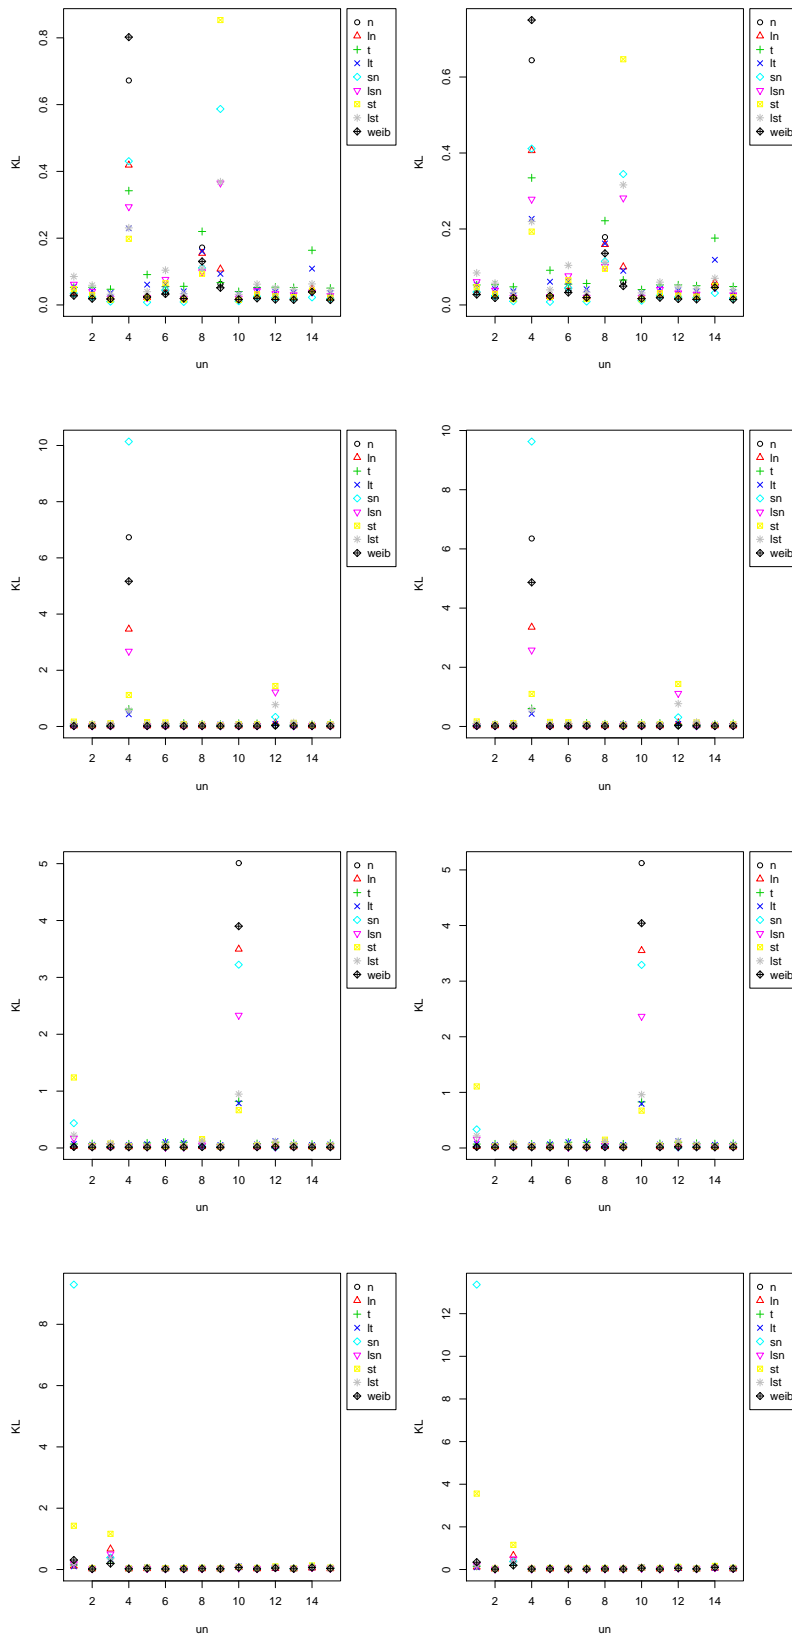 0.0 0.2 0.4 0.6 0.8
KL
2 4 6 8 10 12 14
un
n
ln
t
lt
sn
lsn
st
lst
weib
0.0 0.2 0.4 0.6
KL
2 4 6 8 10 12 14
un
n
ln
t
lt
sn
lsn
st
lst
weib
0 2 4 6 8 10
KL
2 4 6 8 10 12 14
un
n
ln
t
lt
sn
lsn
st
lst
weib
0 2 4 6 8 10
KL
2 4 6 8 10 12 14
un
n
ln
t
lt
sn
lsn
st
lst
weib
0 1 2 3 4 5
KL
2 4 6 8 10 12 14
un
n
ln
t
lt
sn
lsn
st
lst
weib
0 1 2 3 4 5
KL
2 4 6 8 10 12 14
un
n
ln
t
lt
sn
lsn
st
lst
weib
0 2 4 6 8
KL
2 4 6 8 10 12 14
un
n
ln
t
lt
sn
lsn
st
lst
weib
0 2 4 6 8 10 12
KL
2 4 6 8 10 12 14
un
n
ln
t
lt
sn
lsn
st
lst
weib